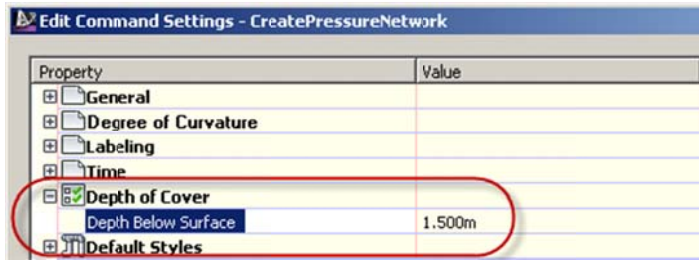 Edit Command Settings - CreatePressureNetwork
Property Value
General
Degree of Curvature
Labeling
Time
Depth of Cover
Depth Below Surface 1.500m
Default Styles